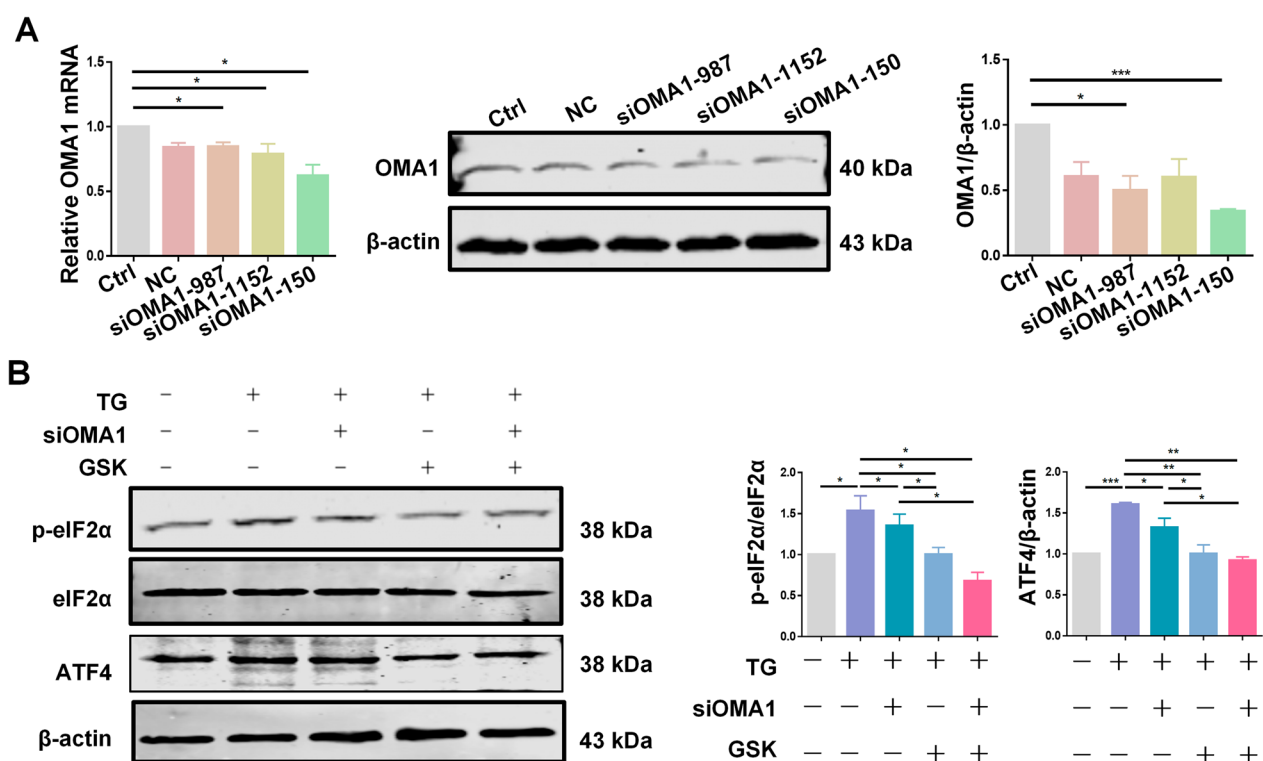 A
Relative OMA1 mRNA
1.5
1.0
0.5
0.0
*
*
*
Ctrl
NC
siOMA1-987
siOMA1-1152
siOMA1-150
Ctrl
NC
siOMA1-987
siOMA1-1152
siOMA1-150
OMA1
40 kDa
β-actin
43 kDa
OMA1/β-actin
1.5
1.0
0.5
0.0
***
*
Ctrl
NC
siOMA1-987
siOMA1-1152
siOMA1-150
B
TG − + + + +
siOMA1 − − + − +
GSK − − − + +
p-eIF2α 38 kDa
eIF2α 38 kDa
ATF4 38 kDa
β-actin 43 kDa
p-eIF2α/eIF2α
2.0
1.5
1.0
0.5
0.0
*
*
* * *
*
TG − + + + +
siOMA1 − − + − +
GSK − − − + +
ATF4/β-actin
2.0
1.5
1.0
0.5
0.0
**
**
*** * *
*
− + + + +
− − + − +
− − − + +